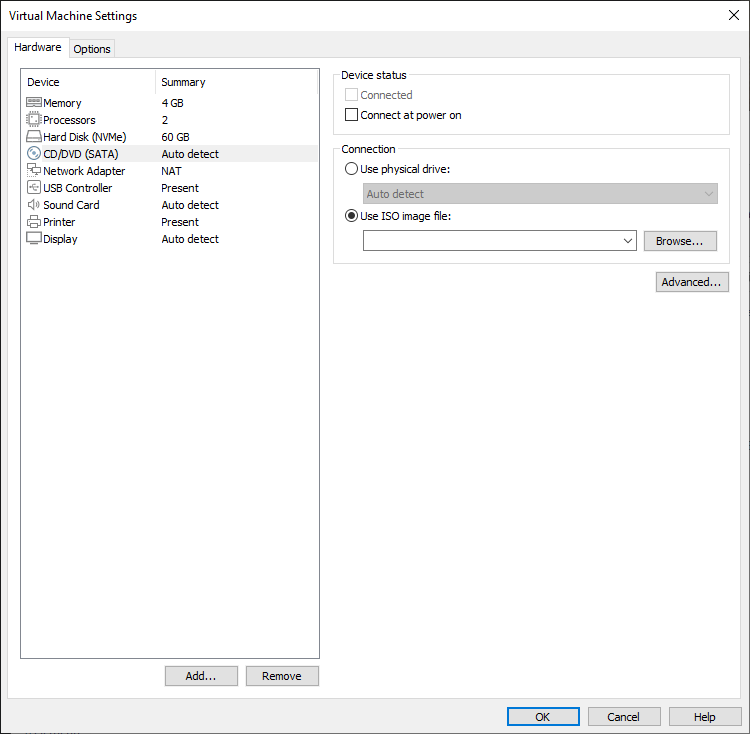 Virtual Machine Settings
Hardware
Options
Device Summary
Memory 4 GB
Processors 2
Hard Disk (NVMe) 60 GB
CD/DVD (SATA) Auto detect
Network Adapter NAT
USB Controller Present
Sound Card Auto detect
Printer Present
Display Auto detect
Add...
Remove
Device status
Connected
Connect at power on
Connection
Use physical drive:
Auto detect
Use ISO image file:
Browse...
Advanced...
OK
Cancel
Help